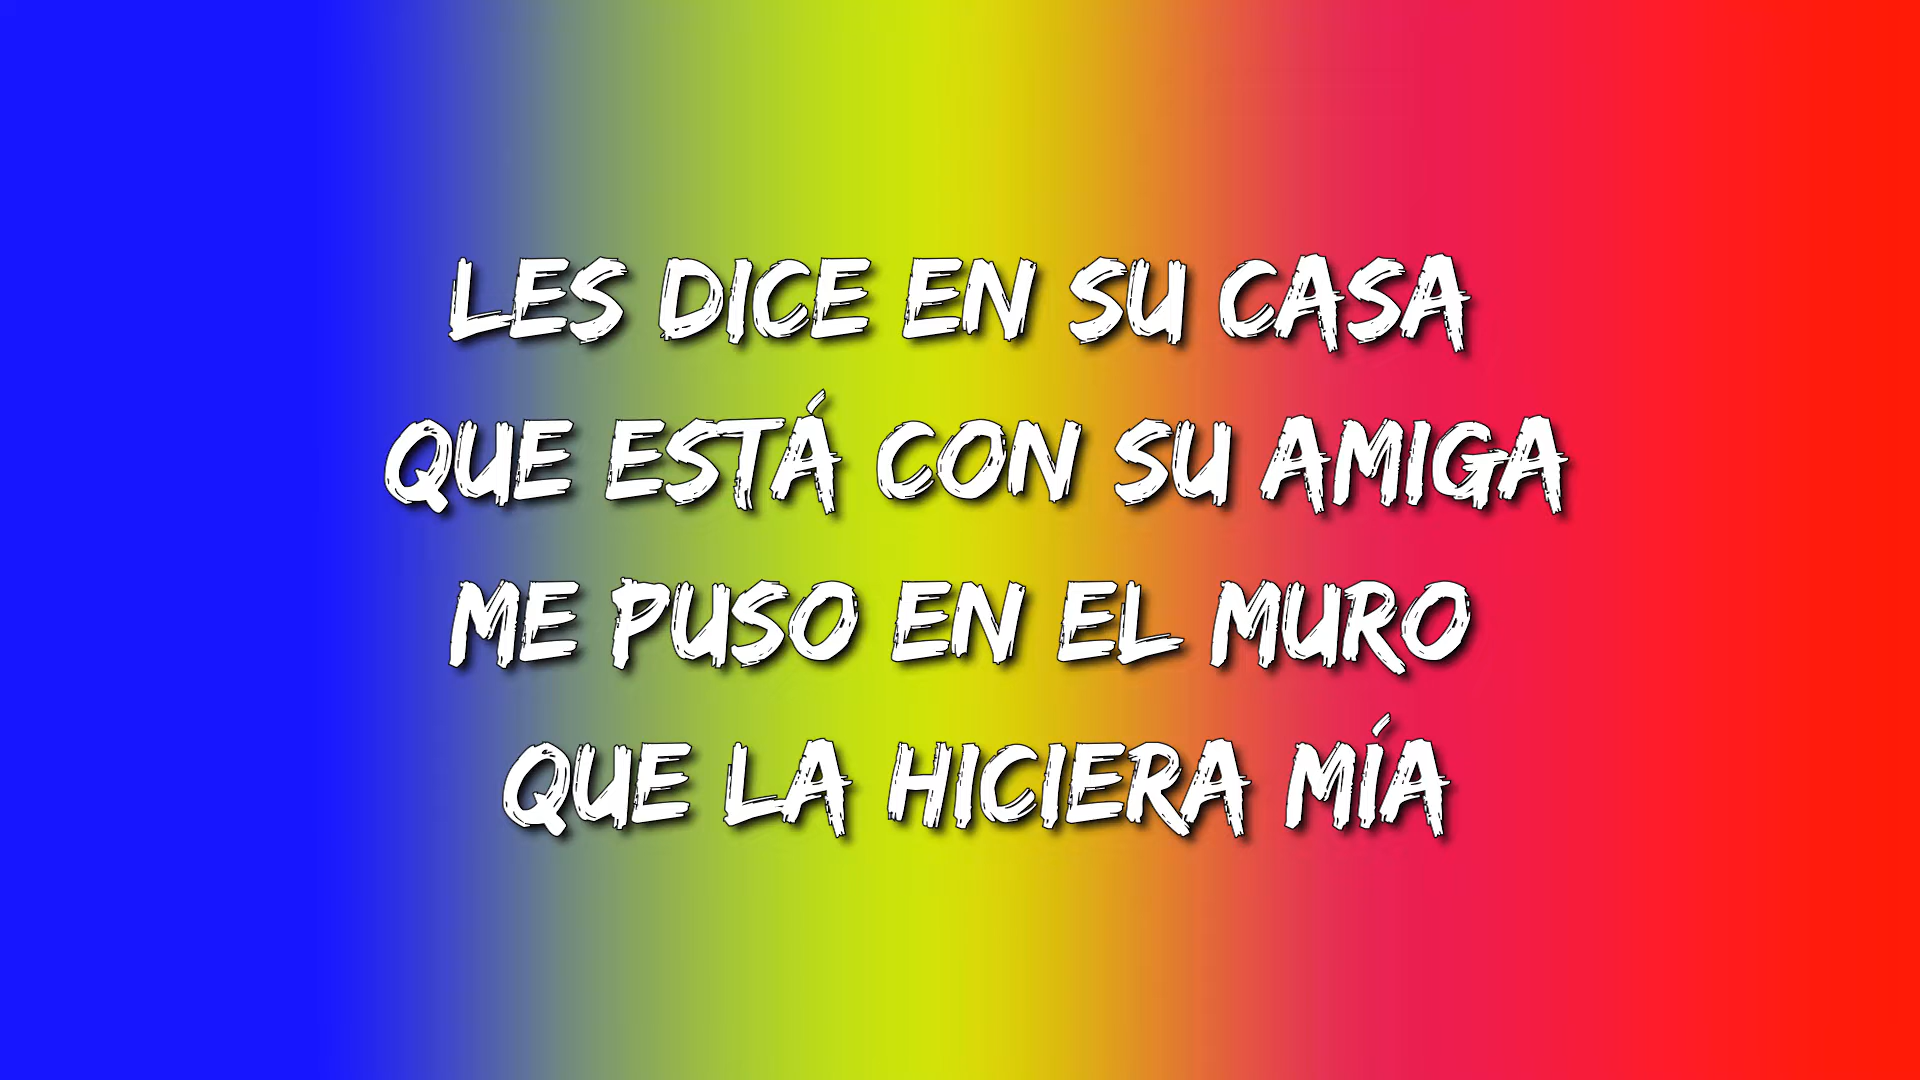 LES DICE EN SU CASA
QUE ESTÁ CON SU AMIGA
ME PUSO EN EL MURO
QUE LA HICIERA MÍA